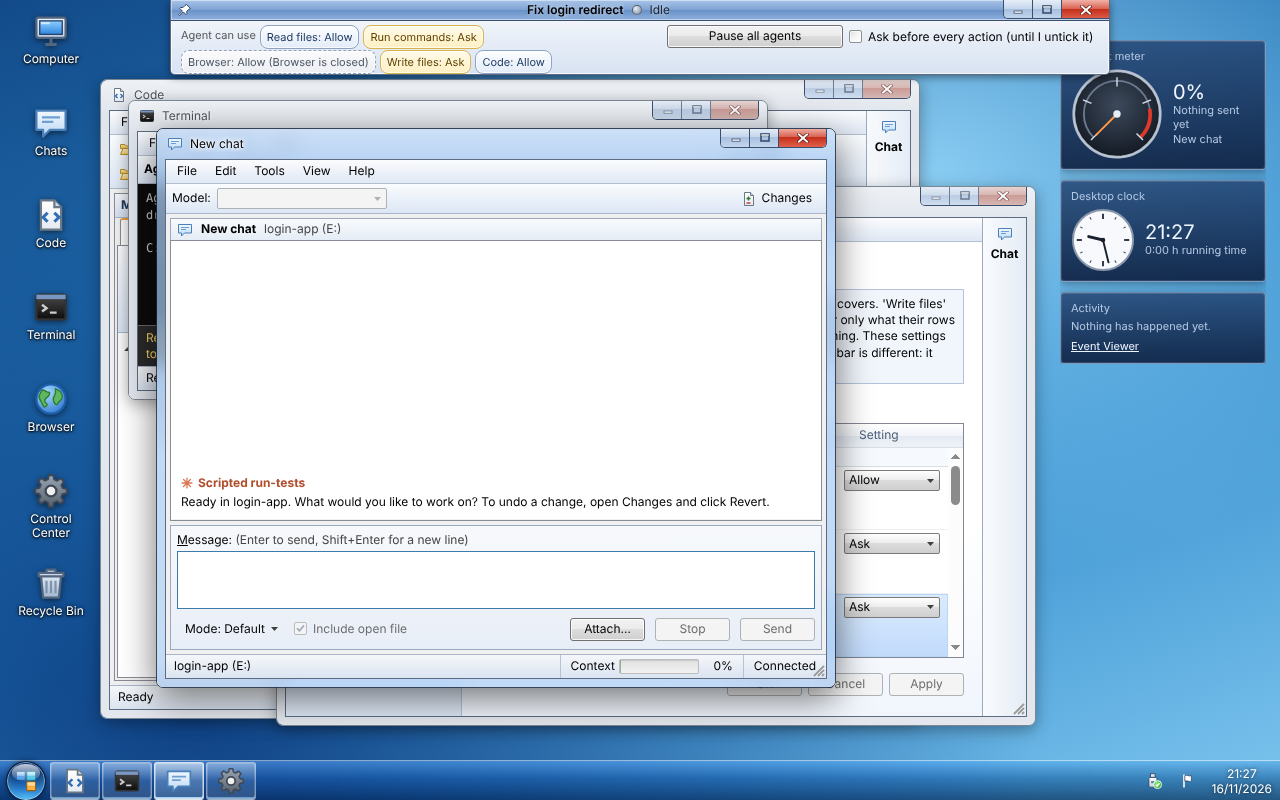 Fix login redirect Idle
Agent can use Read files: Allow Run commands: Ask
Browser: Allow (Browser is closed) Write files: Ask Code: Allow
Pause all agents Ask before every action (until I untick it)
Computer
Chats
Code
Terminal
Browser
Control
Center
Recycle Bin
meter
0%
Nothing sent
yet
New chat
Desktop clock
21:27
0:00 h running time
Activity
Nothing has happened yet.
Event Viewer
Code
Chat
Ready
Terminal
New chat
File Edit Tools View Help
Model: Changes
New chat login-app (E:)
Scripted run-tests
Ready in login-app. What would you like to work on? To undo a change, open Changes and click Revert.
Message: (Enter to send, Shift+Enter for a new line)
Mode: Default Include open file Attach... Stop Send
login-app (E:) Context 0% Connected
Chat
covers. 'Write files'
only what their rows
These settings
bar is different: it
Setting
Allow
Ask
Ask
Apply
21:27
16/11/2026